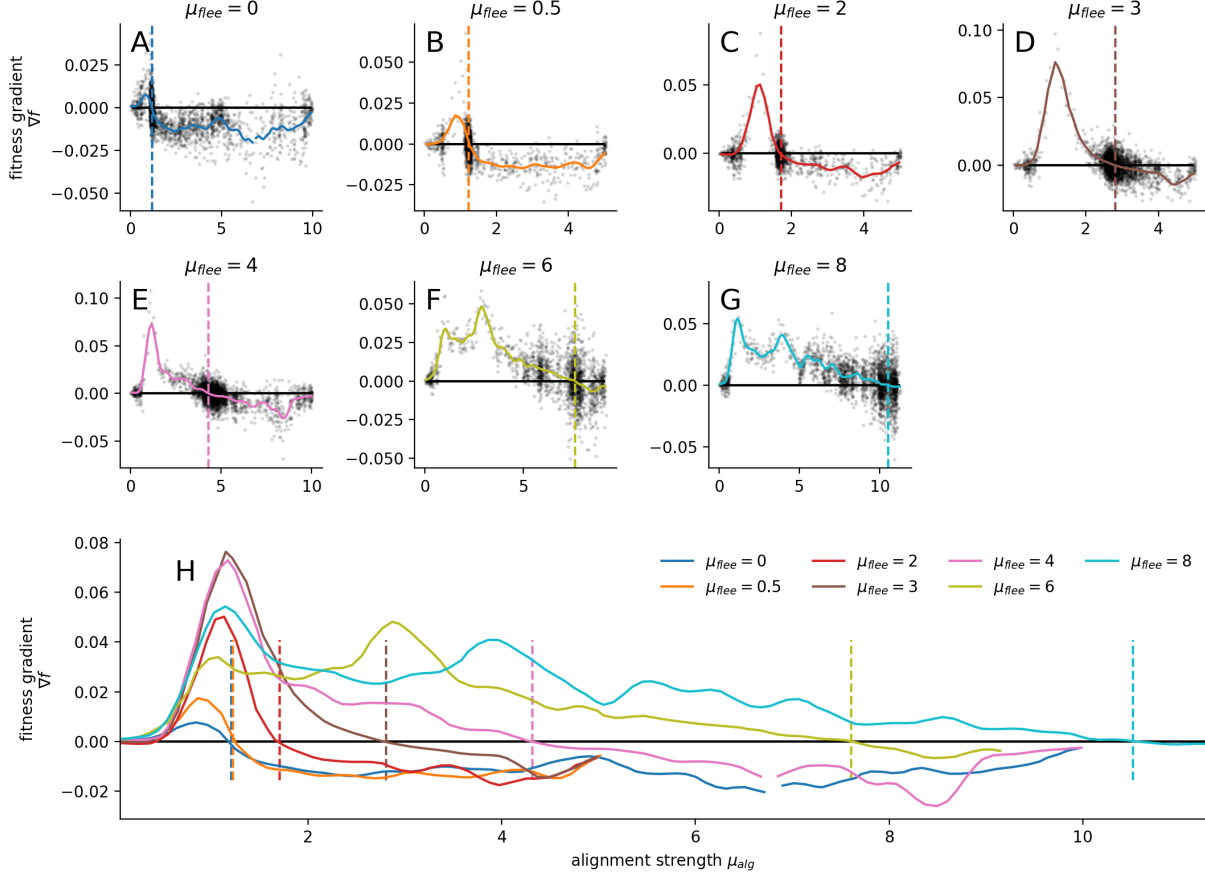 μflee = 0
μflee = 0.5
μflee = 2
μflee = 3
A
B
C
D
fitness gradient
∇f
0.025
0.000
−0.025
−0.050
0 5 10
0.050
0.025
0.000
−0.025
0 2 4
0.05
0.00
0 2 4
0.10
0.05
0.00
0 2 4
μflee = 4
μflee = 6
μflee = 8
E
F
G
0.10
0.05
0.00
−0.05
0 5 10
0.050
0.025
0.000
−0.025
−0.050
0 5
0.05
0.00
−0.05
0 5 10
H
fitness gradient
∇f
0.08
0.06
0.04
0.02
0.00
−0.02
μflee = 0
μflee = 0.5
μflee = 2
μflee = 3
μflee = 4
μflee = 6
μflee = 8
2 4 6 8 10
alignment strength μalg